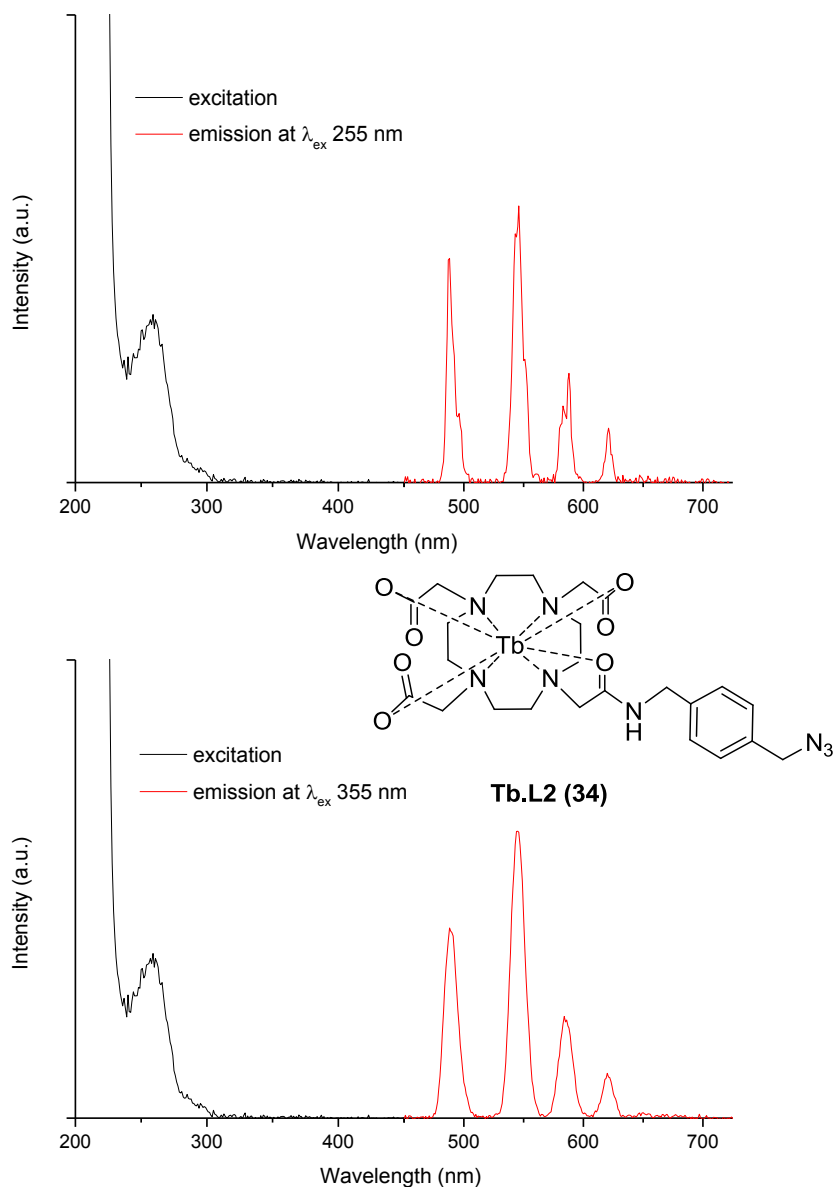 excitation
emission at λex 255 nm
Intensity (a.u.)
200 300 400 500 600 700
Wavelength (nm)
O O
N N
O O
Tb
O O
N N
O N
H
N3
Tb.L2 (34)
excitation
emission at λex 355 nm
Intensity (a.u.)
200 300 400 500 600 700
Wavelength (nm)